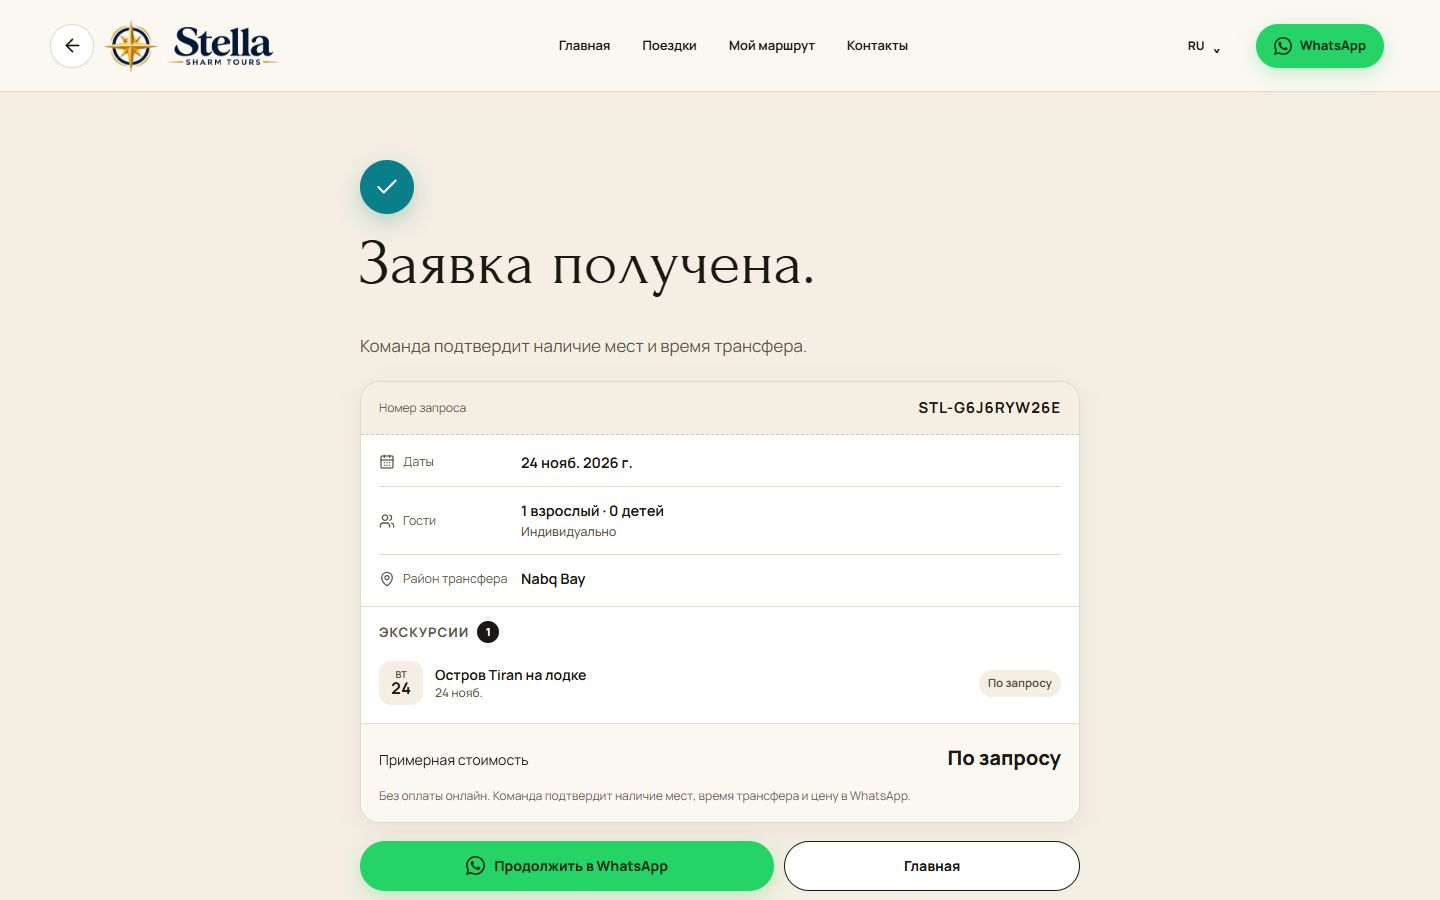 Stella
SHARM TOURS
Главная
Поездки
Мой маршрут
Контакты
RU
WhatsApp
Заявка получена.
Команда подтвердит наличие мест и время трансфера.
Номер запроса
STL-G6J6RYW26E
Даты
24 нояб. 2026 г.
Гости
1 взрослый · 0 детей
Индивидуально
Район трансфера
Nabq Bay
ЭКСКУРСИИ 1
ВТ
24
Остров Tiran на лодке
24 нояб.
По запросу
Примерная стоимость
По запросу
Без оплаты онлайн. Команда подтвердит наличие мест, время трансфера и цену в WhatsApp.
Продолжить в WhatsApp
Главная